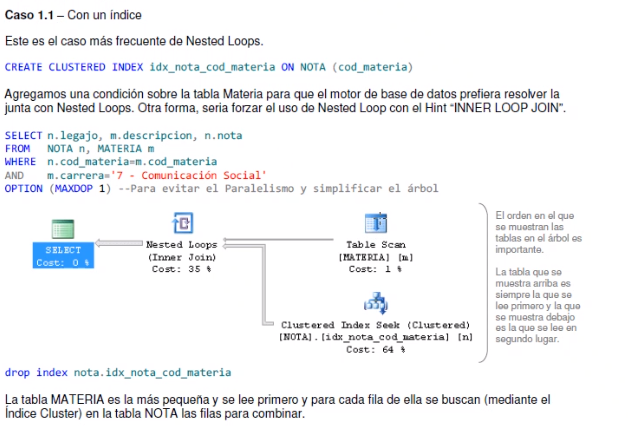 Caso 1.1 – Con un índice
Este es el caso más frecuente de Nested Loops.
CREATE CLUSTERED INDEX idx_nota_cod_materia ON NOTA (cod_materia)
Agregamos una condición sobre la tabla Materia para que el motor de base de datos prefiera resolver la
junta con Nested Loops. Otra forma, seria forzar el uso de Nested Loop con el Hint “INNER LOOP JOIN”.
SELECT n.legajo, m.descripcion, n.nota
FROM NOTA n, MATERIA m
WHERE n.cod_materia=m.cod_materia
AND m.carrera='7 - Comunicación Social'
OPTION (MAXDOP 1) --Para evitar el Paralelismo y simplificar el árbol
SELECT
Cost: 0 %
Nested Loops
(Inner Join)
Cost: 35 %
Table Scan
[MATERIA] [m]
Cost: 1 %
Clustered Index Seek (Clustered)
[NOTA].[idx_nota_cod_materia] [n]
Cost: 64 %
El orden en el que
se muestran las
tablas en el árbol es
importante.
La tabla que se
muestra arriba es
siempre la que se
lee primero y la que
se muestra debajo
es la que se lee en
segundo lugar.
drop index nota.idx_nota_cod_materia
La tabla MATERIA es la más pequeña y se lee primero y para cada fila de ella se buscan (mediante el
Índice Cluster) en la tabla NOTA las filas para combinar.